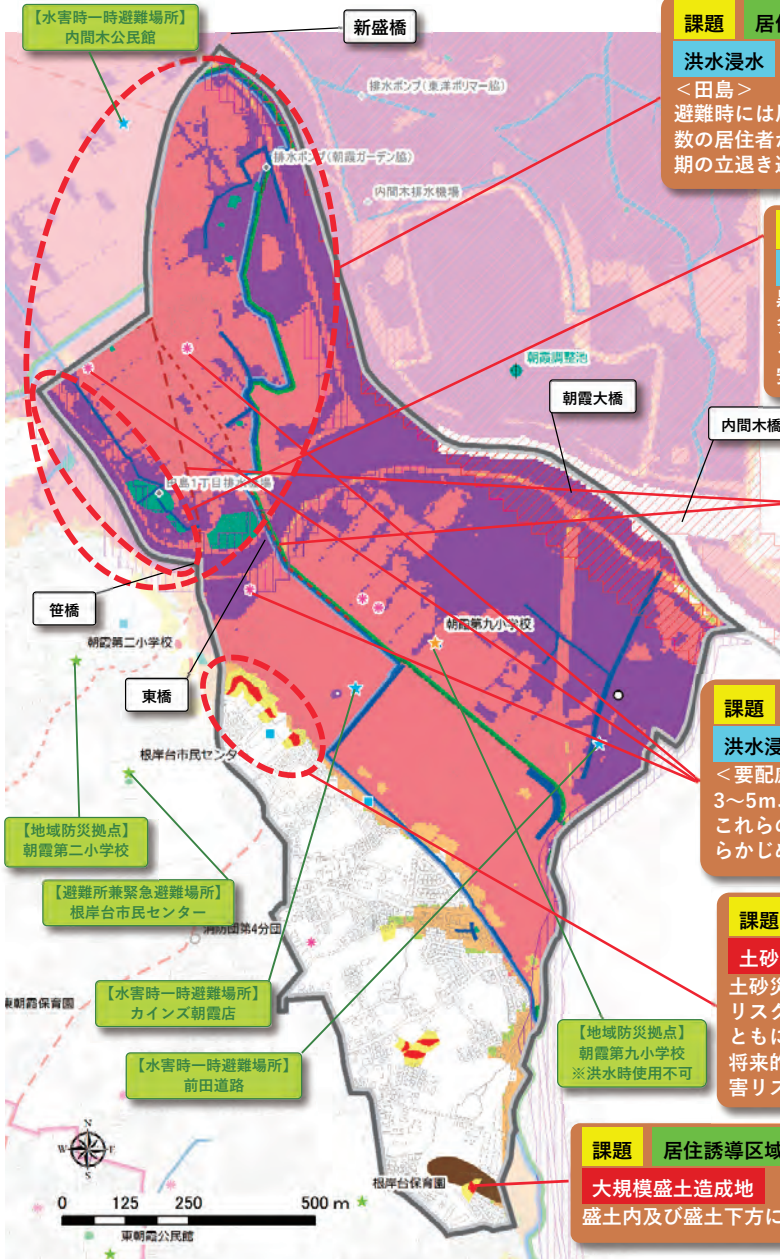 【水害時一時避難場所】
内間木公民館
新盛橋
課題
洪水浸水
<田島>
避難時には
数の居住者
期の立退き
排水ポンプ(東洋ポリマー脇)
排水ポンプ(朝霞ガーデン脇)
内間木排水機場
朝霞調整池
朝霞大橋
内間木橋
田島1丁目排水機場
笹橋
朝霞第二小学校
朝霞第九小学校
東橋
根岸台市民センタ
課題
洪水浸
<要配
3〜5m
これらの
らかじめ
【地域防災拠点】
朝霞第二小学校
【避難所兼緊急避難場所】
根岸台市民センター
消防団第4分団
東朝霞保育園
【水害時一時避難場所】
カインズ朝霞店
【水害時一時避難場所】
前田道路
【地域防災拠点】
朝霞第九小学校
※洪水時使用不可
課題
土砂
土砂災
リスク
ともに
将来的
害リス
N
W E
S
0 125 250 500 m
東朝霞公民館
根岸台保育園
課題 居住誘導区域
大規模盛土造成地
盛土内及び盛土下方に